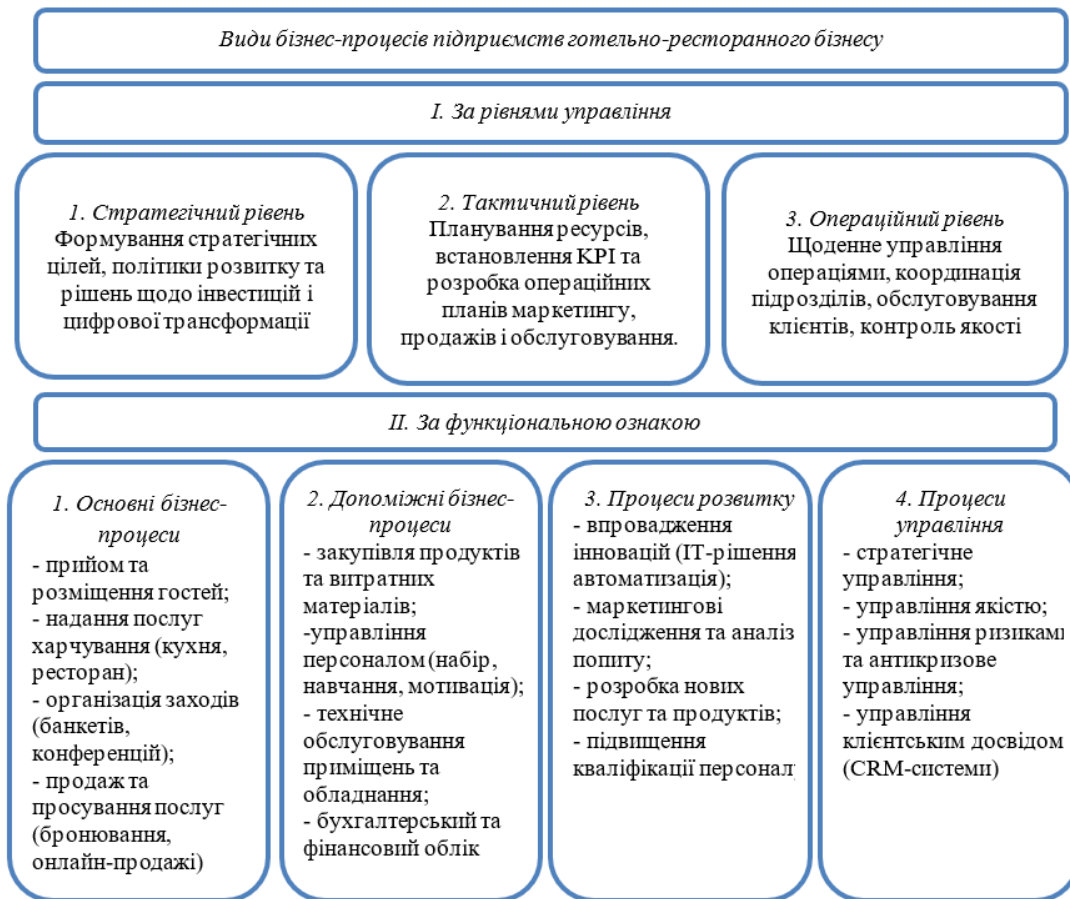 Види бізнес-процесів підприємств готельно-ресторанного бізнесу
І. За рівнями управління
1. Стратегічний рівень
Формування стратегічних
цілей, політики розвитку та
рішень щодо інвестицій і
цифрової трансформації
2. Тактичний рівень
Планування ресурсів,
встановлення KPI та
розробка операційних
планів маркетингу,
продажів і обслуговування.
3. Операційний рівень
Щоденне управління
операціями, координація
підрозділів, обслуговування
клієнтів, контроль якості
ІІ. За функціональною ознакою
1. Основні бізнес-
процеси
- прийом та
розміщення гостей;
- надання послуг
харчування (кухня,
ресторан);
- організація заходів
(банкетів,
конференцій);
- продаж та
просування послуг
(бронювання,
онлайн-продажі)
2. Допоміжні бізнес-
процеси
- закупівля продуктів
та витратних
матеріалів;
-управління
персоналом (набір,
навчання, мотивація);
- технічне
обслуговування
приміщень та
обладнання;
- бухгалтерський та
фінансовий облік
3. Процеси розвитку
- впровадження
інновацій (ІТ-рішення
автоматизація);
- маркетингові
дослідження та аналіз
попиту;
- розробка нових
послуг та продуктів;
- підвищення
кваліфікації персонал
4. Процеси
управління
- стратегічне
управління;
- управління якістю;
- управління ризиками
та антикризове
управління;
- управління
клієнтським досвідом
(CRM-системи)